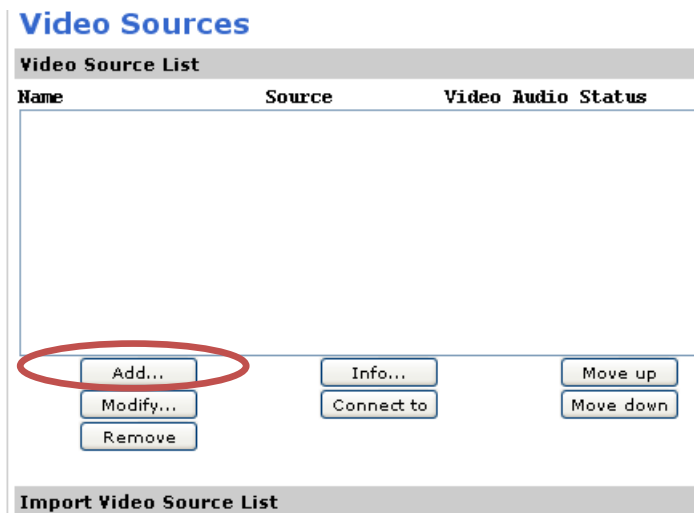 Video Sources
Video Source List
Name Source Video Audio Status
Add... Info... Move up
Modify... Connect to Move down
Remove
Import Video Source List